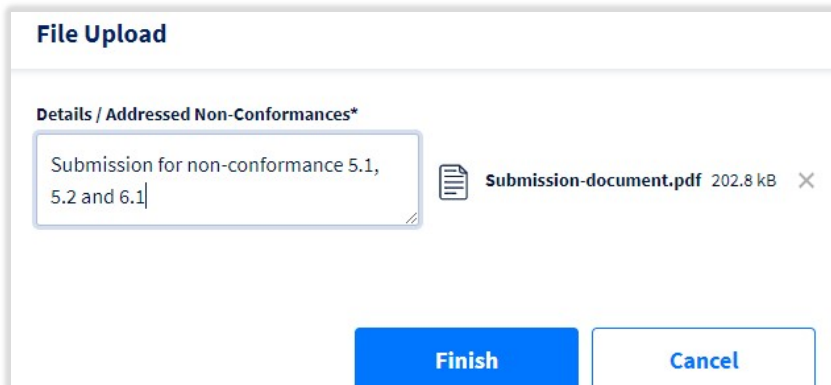 File Upload
Details / Addressed Non-Conformances*
Submission for non-conformance 5.1,
5.2 and 6.1
Submission-document.pdf 202.8 kB
Finish
Cancel